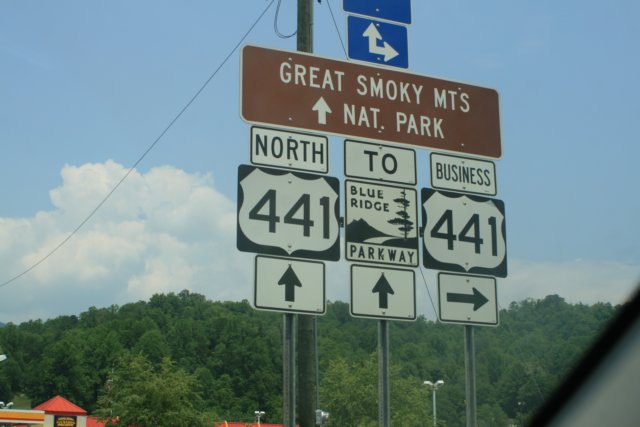 GREAT SMOKY MTS
NAT. PARK
NORTH
TO
BUSINESS
441
BLUE
RIDGE
PARKWAY
441